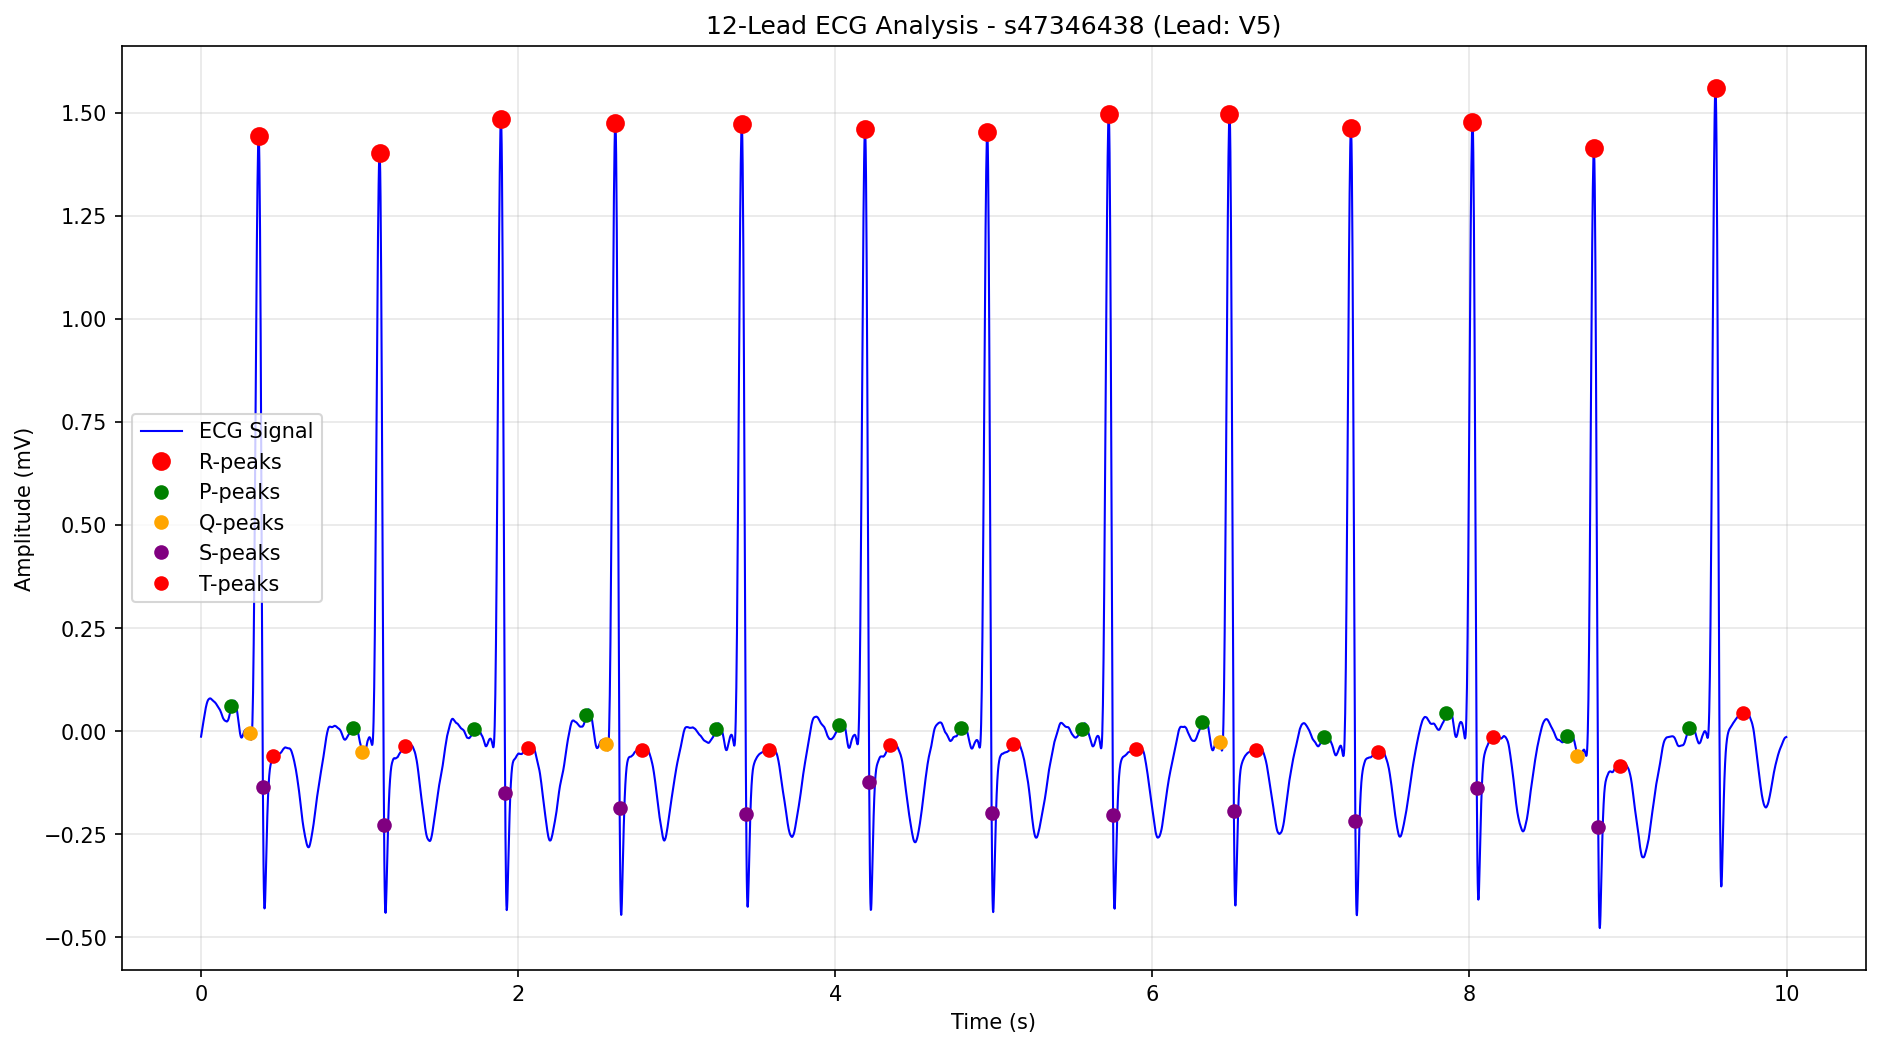 12-Lead ECG Analysis - s47346438 (Lead: V5)
Amplitude (mV)
1.50
1.25
1.00
0.75
0.50
0.25
0.00
−0.25
−0.50
ECG Signal
R-peaks
P-peaks
Q-peaks
S-peaks
T-peaks
0 2 4 6 8 10
Time (s)